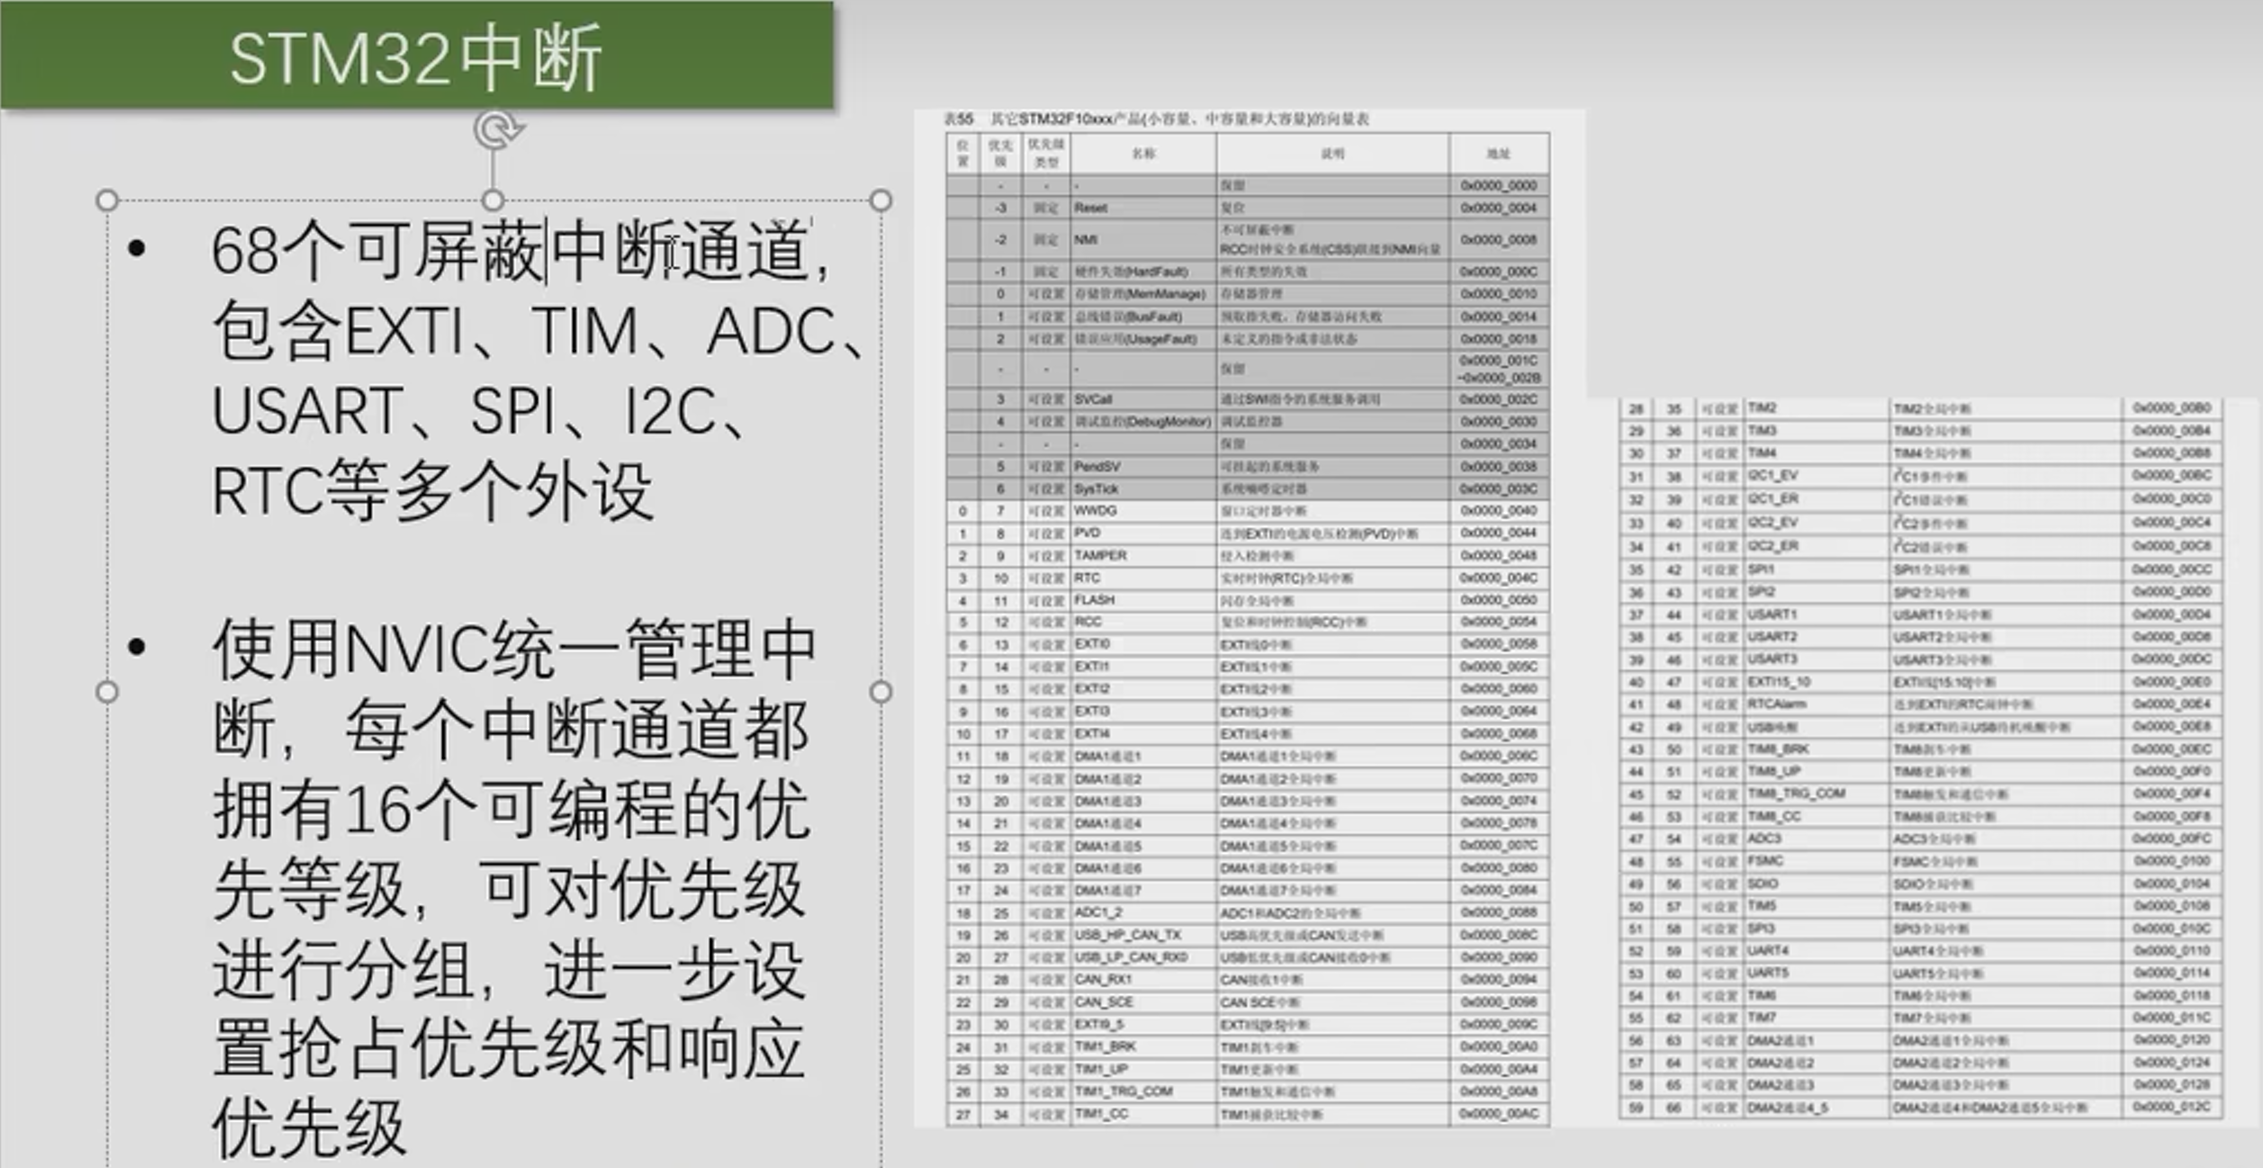 STM32中断
• 68个可屏蔽中断通道，
包含EXTI、TIM、ADC、
USART、SPI、I2C、
RTC等多个外设
• 使用NVIC统一管理中
断，每个中断通道都
拥有16个可编程的优
先等级，可对优先级
进行分组，进一步设
置抢占优先级和响应
优先级
表55 其它STM32F10xxx产品(小容量、中容量和大容量)的向量表
位置 优先级 优先级类型 名称 说明 地址
- - - 保留 0x0000_0000
-3 固定 Reset 复位 0x0000_0004
-2 固定 NMI 不可屏蔽中断 RCC时钟安全系统(CSS)联接到NMI向量 0x0000_0008
-1 固定 硬件失效(HardFault) 所有类型的失效 0x0000_000C
0 可设置 存储管理(MemManage) 存储器管理 0x0000_0010
1 可设置 总线错误(BusFault) 预取指失败，存储器访问失败 0x0000_0014
2 可设置 错误应用(UsageFault) 未定义的指令或非法状态 0x0000_0018
- - - 保留 0x0000_001C ~0x0000_002B
3 可设置 SVCall 通过SWI指令的系统服务调用 0x0000_002C
4 可设置 调试监控(DebugMonitor) 调试监控器 0x0000_0030
- - - 保留 0x0000_0034
5 可设置 PendSV 可挂起的系统服务 0x0000_0038
6 可设置 SysTick 系统嘀嗒定时器 0x0000_003C
0 7 可设置 WWDG 窗口定时器中断 0x0000_0040
1 8 可设置 PVD 连到EXTI的电源电压检测(PVD)中断 0x0000_0044
2 9 可设置 TAMPER 侵入检测中断 0x0000_0048
3 10 可设置 RTC 实时时钟(RTC)全局中断 0x0000_004C
4 11 可设置 FLASH 闪存全局中断 0x0000_0050
5 12 可设置 RCC 复位和时钟控制(RCC)中断 0x0000_0054
6 13 可设置 EXTI0 EXTI线0中断 0x0000_0058
7 14 可设置 EXTI1 EXTI线1中断 0x0000_005C
8 15 可设置 EXTI2 EXTI线2中断 0x0000_0060
9 16 可设置 EXTI3 EXTI线3中断 0x0000_0064
10 17 可设置 EXTI4 EXTI线4中断 0x0000_0068
11 18 可设置 DMA1通道1 DMA1通道1全局中断 0x0000_006C
12 19 可设置 DMA1通道2 DMA1通道2全局中断 0x0000_0070
13 20 可设置 DMA1通道3 DMA1通道3全局中断 0x0000_0074
14 21 可设置 DMA1通道4 DMA1通道4全局中断 0x0000_0078
15 22 可设置 DMA1通道5 DMA1通道5全局中断 0x0000_007C
16 23 可设置 DMA1通道6 DMA1通道6全局中断 0x0000_0080
17 24 可设置 DMA1通道7 DMA1通道7全局中断 0x0000_0084
18 25 可设置 ADC1_2 ADC1和ADC2的全局中断 0x0000_0088
19 26 可设置 USB_HP_CAN_TX USB高优先级或CAN发送中断 0x0000_008C
20 27 可设置 USB_LP_CAN_RX0 USB低优先级或CAN接收0中断 0x0000_0090
21 28 可设置 CAN_RX1 CAN接收1中断 0x0000_0094
22 29 可设置 CAN_SCE CAN SCE中断 0x0000_0098
23 30 可设置 EXTI9_5 EXTI线[9:5]中断 0x0000_009C
24 31 可设置 TIM1_BRK TIM1刹车中断 0x0000_00A0
25 32 可设置 TIM1_UP TIM1更新中断 0x0000_00A4
26 33 可设置 TIM1_TRG_COM TIM1触发和通信中断 0x0000_00A8
27 34 可设置 TIM1_CC TIM1捕获比较中断 0x0000_00AC
28 35 可设置 TIM2 TIM2全局中断 0x0000_00B0
29 36 可设置 TIM3 TIM3全局中断 0x0000_00B4
30 37 可设置 TIM4 TIM4全局中断 0x0000_00B8
31 38 可设置 I2C1_EV I²C1事件中断 0x0000_00BC
32 39 可设置 I2C1_ER I²C1错误中断 0x0000_00C0
33 40 可设置 I2C2_EV I²C2事件中断 0x0000_00C4
34 41 可设置 I2C2_ER I²C2错误中断 0x0000_00C8
35 42 可设置 SPI1 SPI1全局中断 0x0000_00CC
36 43 可设置 SPI2 SPI2全局中断 0x0000_00D0
37 44 可设置 USART1 USART1全局中断 0x0000_00D4
38 45 可设置 USART2 USART2全局中断 0x0000_00D8
39 46 可设置 USART3 USART3全局中断 0x0000_00DC
40 47 可设置 EXTI15_10 EXTI线[15:10]中断 0x0000_00E0
41 48 可设置 RTCAlarm 连到EXTI的RTC闹钟中断 0x0000_00E4
42 49 可设置 USB唤醒 连到EXTI的从USB待机唤醒中断 0x0000_00E8
43 50 可设置 TIM8_BRK TIM8刹车中断 0x0000_00EC
44 51 可设置 TIM8_UP TIM8更新中断 0x0000_00F0
45 52 可设置 TIM8_TRG_COM TIM8触发和通信中断 0x0000_00F4
46 53 可设置 TIM8_CC TIM8捕获比较中断 0x0000_00F8
47 54 可设置 ADC3 ADC3全局中断 0x0000_00FC
48 55 可设置 FSMC FSMC全局中断 0x0000_0100
49 56 可设置 SDIO SDIO全局中断 0x0000_0104
50 57 可设置 TIM5 TIM5全局中断 0x0000_0108
51 58 可设置 SPI3 SPI3全局中断 0x0000_010C
52 59 可设置 UART4 UART4全局中断 0x0000_0110
53 60 可设置 UART5 UART5全局中断 0x0000_0114
54 61 可设置 TIM6 TIM6全局中断 0x0000_0118
55 62 可设置 TIM7 TIM7全局中断 0x0000_011C
56 63 可设置 DMA2通道1 DMA2通道1全局中断 0x0000_0120
57 64 可设置 DMA2通道2 DMA2通道2全局中断 0x0000_0124
58 65 可设置 DMA2通道3 DMA2通道3全局中断 0x0000_0128
59 66 可设置 DMA2通道4_5 DMA2通道4和DMA2通道5全局中断 0x0000_012C